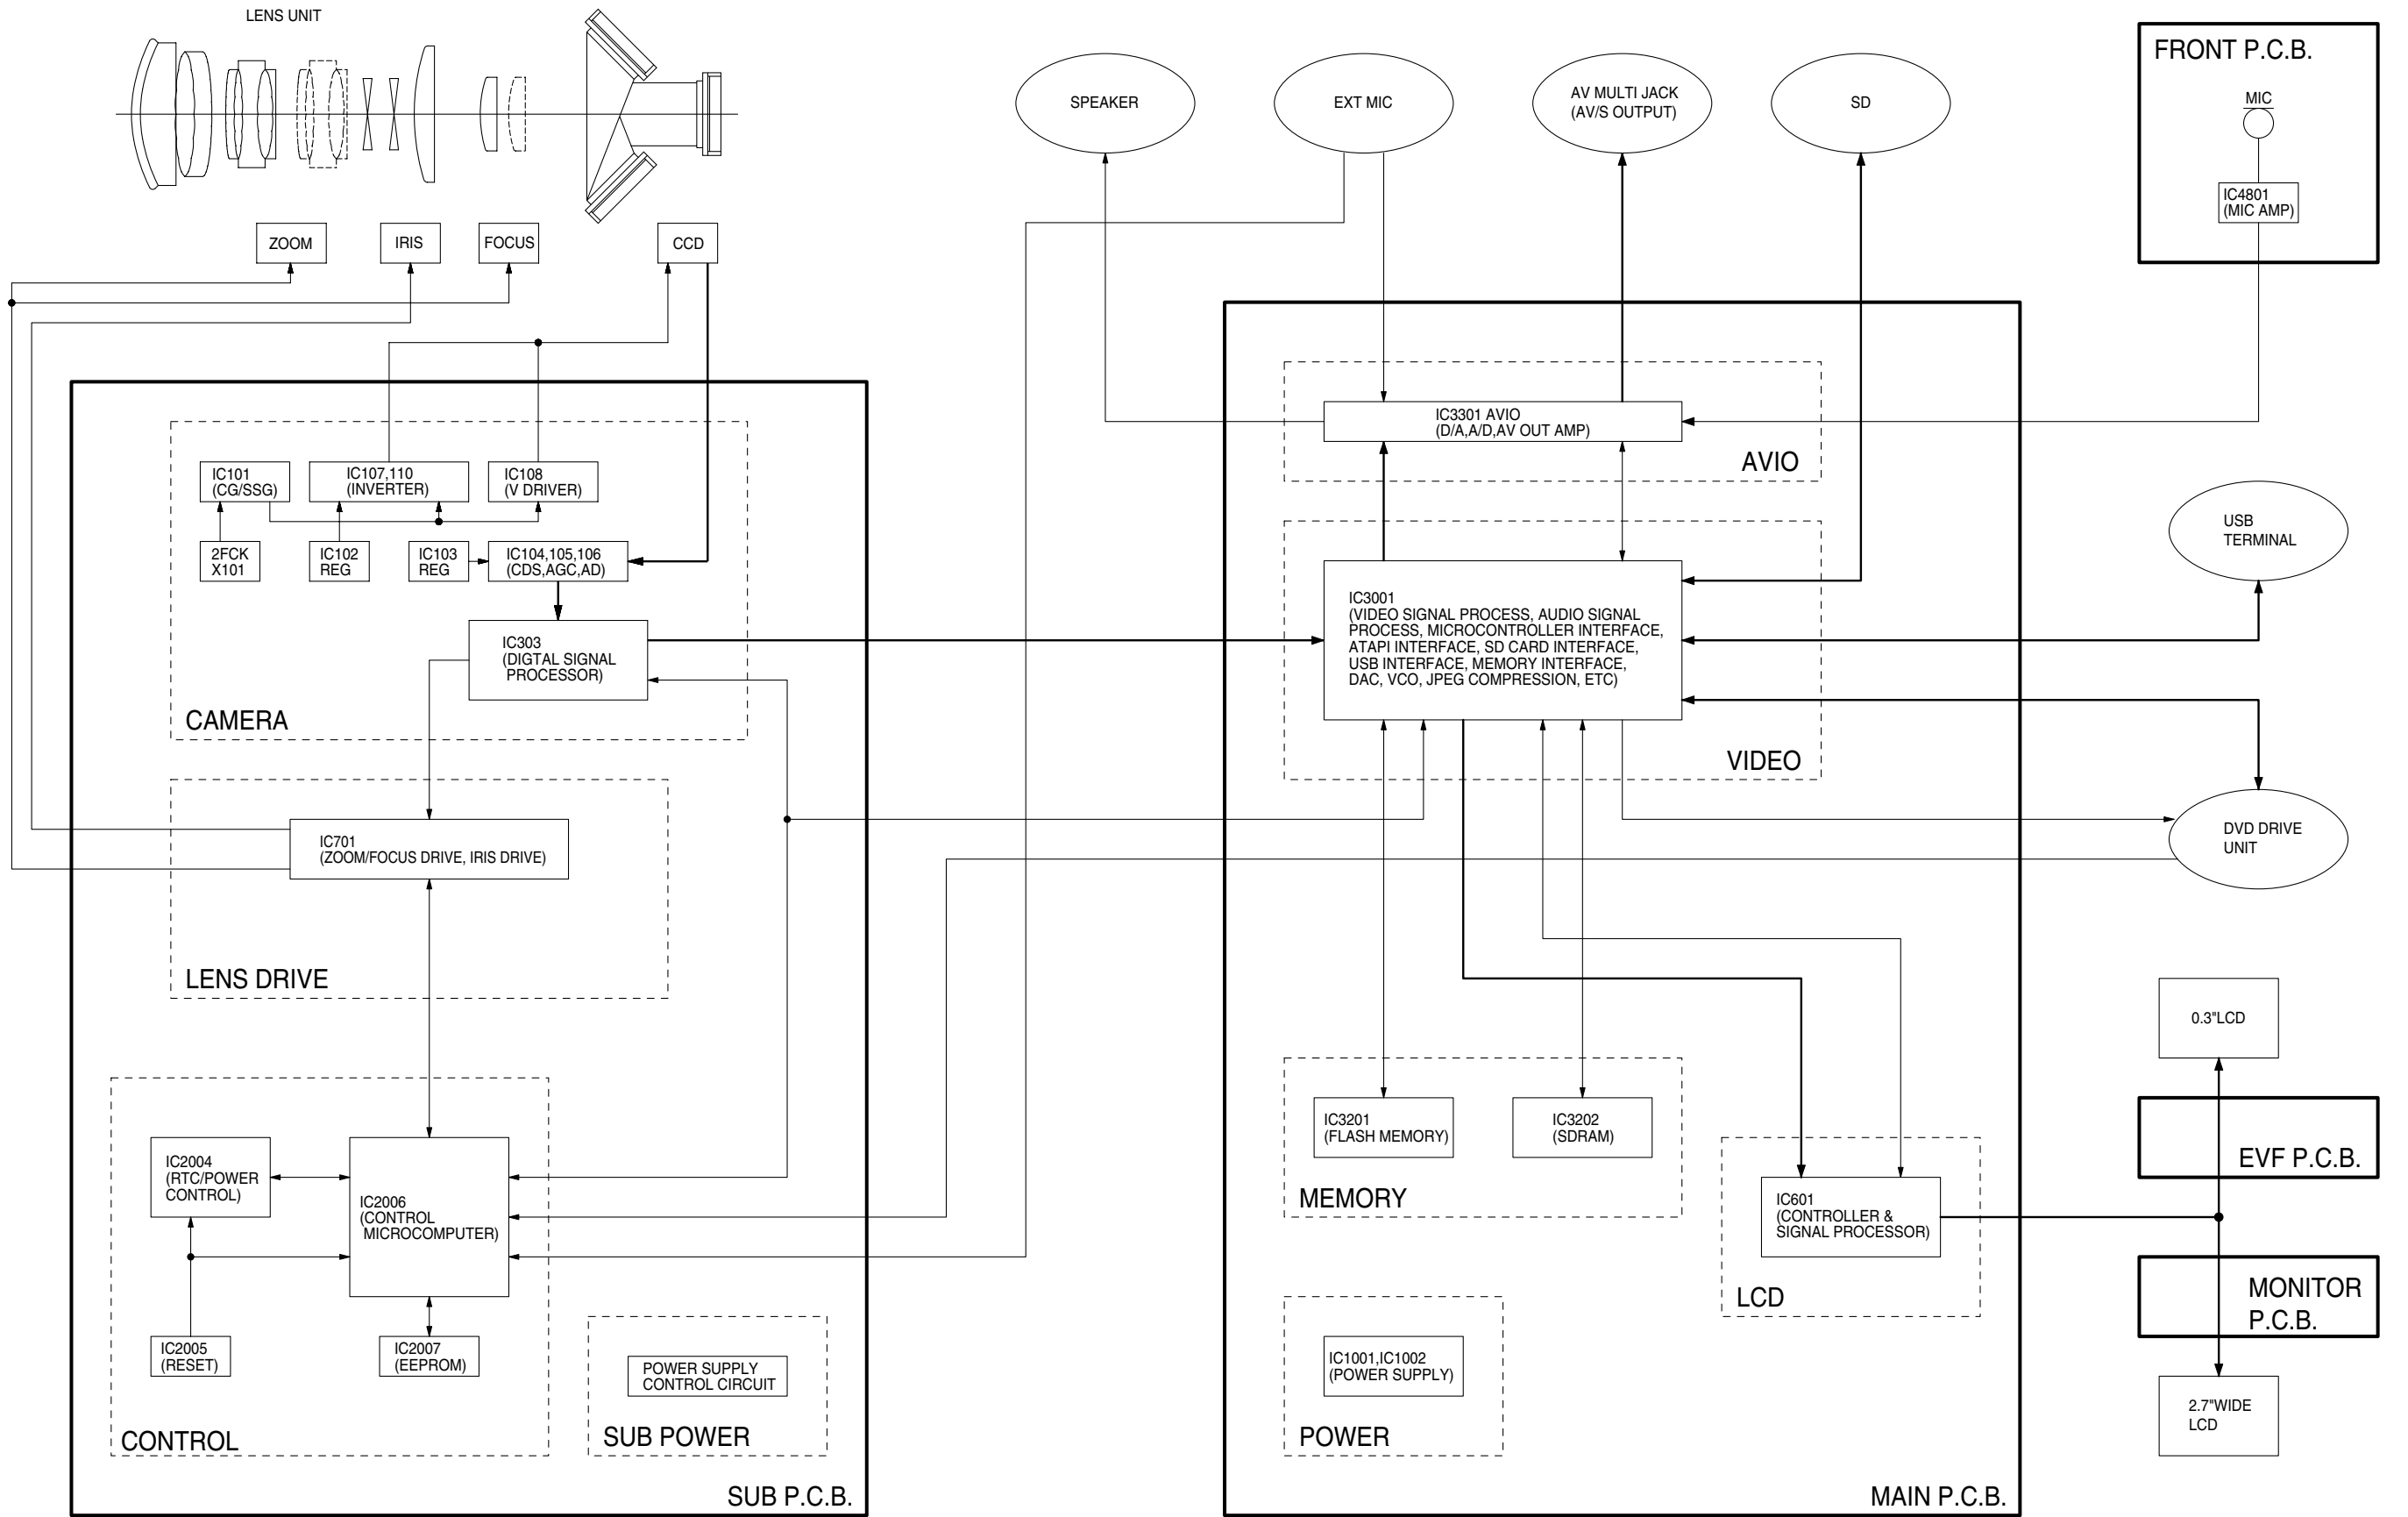 LENS UNIT
ZOOM
IRIS
FOCUS
CCD
IC101
(CG/SSG)
IC107,110
(INVERTER)
IC108
(V DRIVER)
2FCK
X101
IC102
REG
IC103
REG
IC104,105,106
(CDS,AGC,AD)
IC303
(DIGTAL SIGNAL
PROCESSOR)
CAMERA
IC701
(ZOOM/FOCUS DRIVE, IRIS DRIVE)
LENS DRIVE
IC2004
(RTC/POWER
CONTROL)
IC2006
(CONTROL
MICROCOMPUTER)
IC2005
(RESET)
IC2007
(EEPROM)
CONTROL
POWER SUPPLY
CONTROL CIRCUIT
SUB POWER
SUB P.C.B.
SPEAKER
EXT MIC
AV MULTI JACK
(AV/S OUTPUT)
SD
FRONT P.C.B.
MIC
IC4801
(MIC AMP)
IC3301 AVIO
(D/A,A/D,AV OUT AMP)
AVIO
IC3001
(VIDEO SIGNAL PROCESS, AUDIO SIGNAL
PROCESS, MICROCONTROLLER INTERFACE,
ATAPI INTERFACE, SD CARD INTERFACE,
USB INTERFACE, MEMORY INTERFACE,
DAC, VCO, JPEG COMPRESSION, ETC)
VIDEO
USB
TERMINAL
DVD DRIVE
UNIT
IC3201
(FLASH MEMORY)
IC3202
(SDRAM)
MEMORY
IC601
(CONTROLLER &
SIGNAL PROCESSOR)
LCD
IC1001,IC1002
(POWER SUPPLY)
POWER
MAIN P.C.B.
0.3"LCD
EVF P.C.B.
MONITOR
P.C.B.
2.7"WIDE
LCD